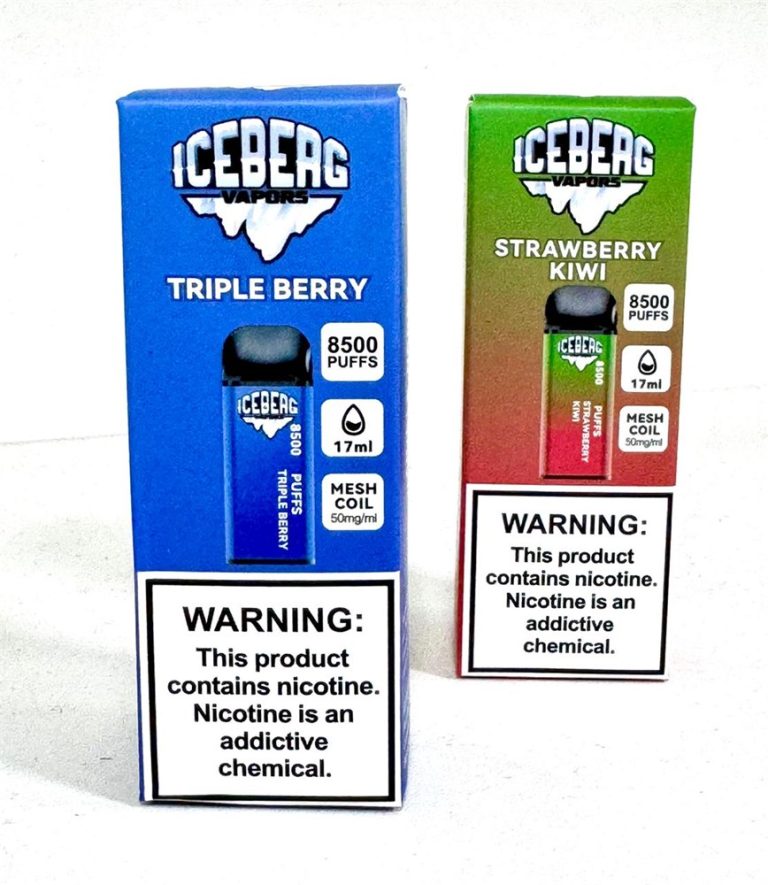 ICEBERG
VAPORS
TRIPLE BERRY
8500
PUFFS
17ml
MESH
COIL
50mg/ml
ICEBERG
VAPORS
8500
PUFFS
TRIPLE BERRY
WARNING:
This product
contains nicotine.
Nicotine is an
addictive
chemical.
ICEBERG
VAPORS
STRAWBERRY
KIWI
8500
PUFFS
17ml
MESH
COIL
50mg/ml
ICEBERG
8500
PUFFS
STRAWBERRY
KIWI
WARNING:
This product
contains nicotine.
Nicotine is an
addictive
chemical.